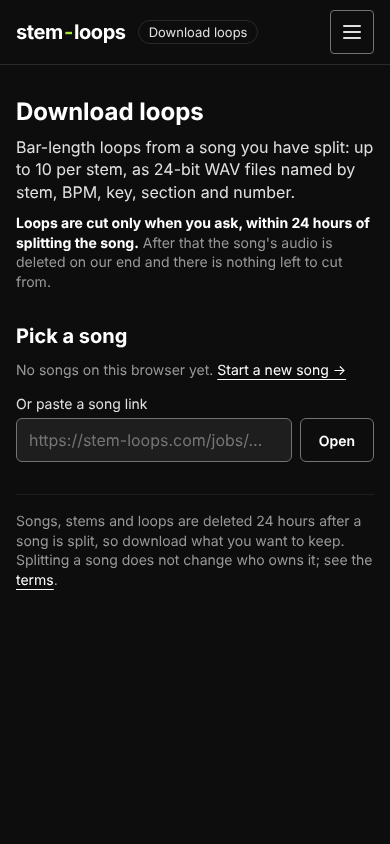 stem-loops
Download loops
Download loops
Bar-length loops from a song you have split: up
to 10 per stem, as 24-bit WAV files named by
stem, BPM, key, section and number.
Loops are cut only when you ask, within 24 hours of
splitting the song. After that the song's audio is
deleted on our end and there is nothing left to cut
from.
Pick a song
No songs on this browser yet. Start a new song →
Or paste a song link
https://stem-loops.com/jobs/...
Open
Songs, stems and loops are deleted 24 hours after a
song is split, so download what you want to keep.
Splitting a song does not change who owns it; see the
terms.